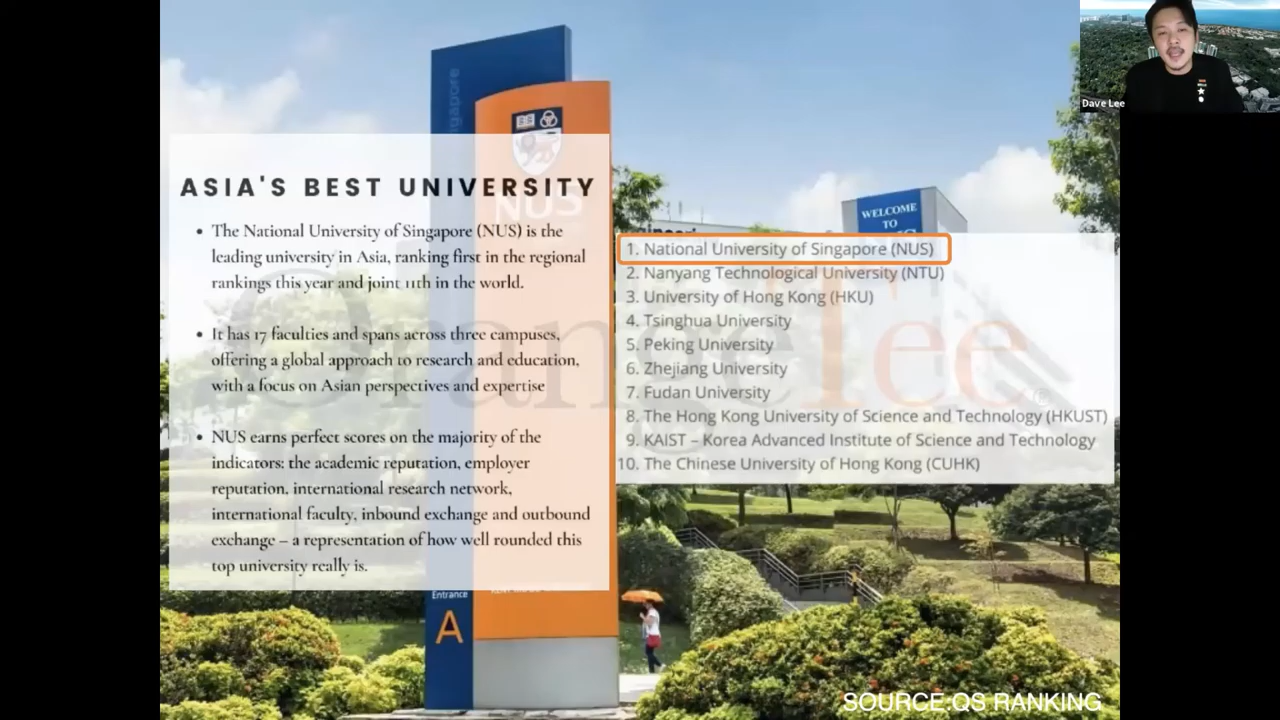 Dave Lee
ASIA'S BEST UNIVERSITY
• The National University of Singapore (NUS) is the
leading university in Asia, ranking first in the regional
rankings this year and joint 11th in the world.
• It has 17 faculties and spans across three campuses,
offering a global approach to research and education,
with a focus on Asian perspectives and expertise
• NUS earns perfect scores on the majority of the
indicators: the academic reputation, employer
reputation, international research network,
international faculty, inbound exchange and outbound
exchange – a representation of how well rounded this
top university really is.
NUS
WELCOME
TO
1. National University of Singapore (NUS)
2. Nanyang Technological University (NTU)
3. University of Hong Kong (HKU)
4. Tsinghua University
5. Peking University
6. Zhejiang University
7. Fudan University
8. The Hong Kong University of Science and Technology (HKUST)
9. KAIST – Korea Advanced Institute of Science and Technology
10. The Chinese University of Hong Kong (CUHK)
OrangeTee
Entrance
A
SOURCE:QS RANKING